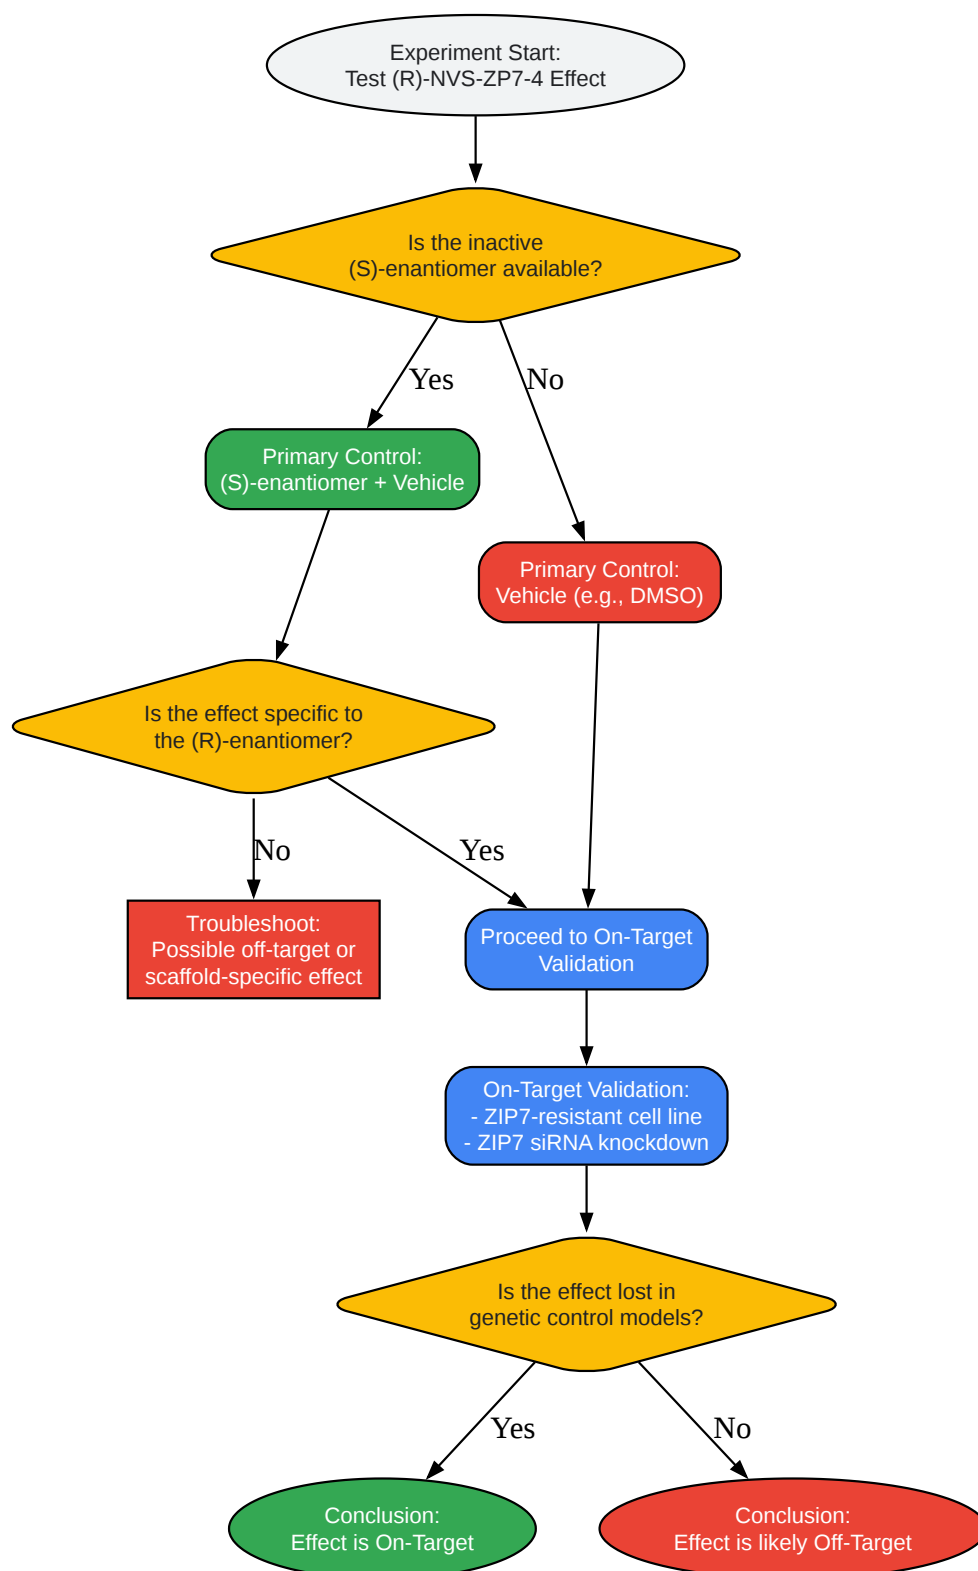 Experiment Start:
Test (R)-NVS-ZP7-4 Effect
Is the inactive
(S)-enantiomer available?
Yes
No
Primary Control:
(S)-enantiomer + Vehicle
Primary Control:
Vehicle (e.g., DMSO)
Is the effect specific to
the (R)-enantiomer?
No
Yes
Troubleshoot:
Possible off-target or
scaffold-specific effect
Proceed to On-Target
Validation
On-Target Validation:
- ZIP7-resistant cell line
- ZIP7 siRNA knockdown
Is the effect lost in
genetic control models?
Yes
No
Conclusion:
Effect is On-Target
Conclusion:
Effect is likely Off-Target